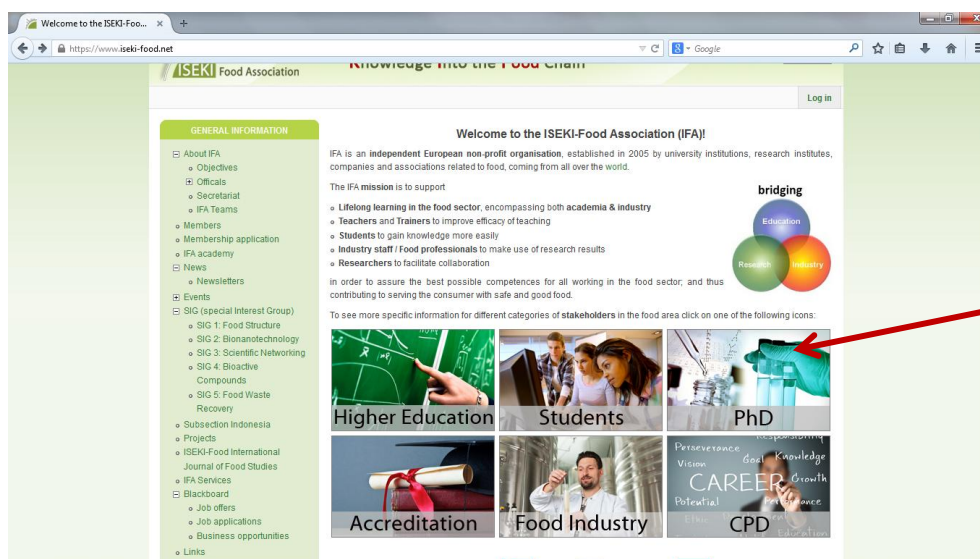 Welcome to the ISEKI-Foo...
https://www.iseki-food.net
Google
ISEKI Food Association
Knowledge Into the Food Chain
Log in
GENERAL INFORMATION
About IFA
Objectives
Officals
Secretariat
IFA Teams
Members
Membership application
IFA academy
News
Newsletters
Events
SIG (special Interest Group)
SIG 1: Food Structure
SIG 2: Bionanotechnology
SIG 3: Scientific Networking
SIG 4: Bioactive
Compounds
SIG 5: Food Waste
Recovery
Subsection Indonesia
Projects
ISEKI-Food International
Journal of Food Studies
IFA Services
Blackboard
Job offers
Job applications
Business opportunities
Links
Welcome to the ISEKI-Food Association (IFA)!
IFA is an independent European non-profit organisation, established in 2005 by university institutions, research institutes,
companies and associations related to food, coming from all over the world.
The IFA mission is to support
Lifelong learning in the food sector, encompassing both academia & industry
Teachers and Trainers to improve efficacy of teaching
Students to gain knowledge more easily
Industry staff / Food professionals to make use of research results
Researchers to facilitate collaboration
in order to assure the best possible competences for all working in the food sector; and thus
contributing to serving the consumer with safe and good food.
bridging
Education
Research
Industry
To see more specific information for different categories of stakeholders in the food area click on one of the following icons:
Higher Education
Students
PhD
Accreditation
Food Industry
Responsibility
Perseverance
Goal Knowledge
Vision
CAREER
Growth
Potential
Performance
Ethic
Education
CPD